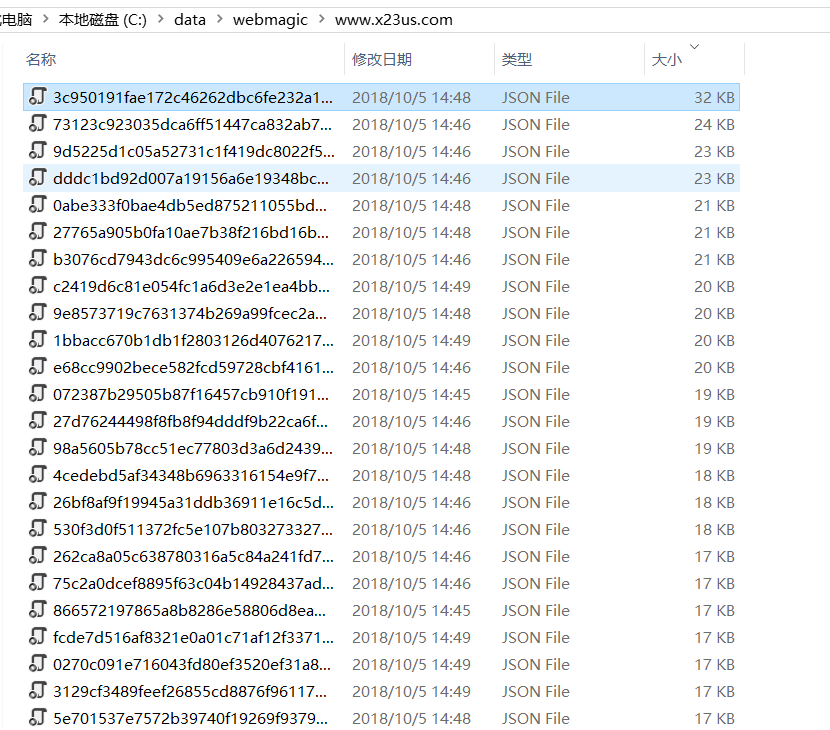 电脑 › 本地磁盘 (C:) › data › webmagic › www.x23us.com
名称 修改日期 类型 大小
3c950191fae172c46262dbc6fe232a1... 2018/10/5 14:48 JSON File 32 KB
73123c923035dca6ff51447ca832ab7... 2018/10/5 14:46 JSON File 24 KB
9d5225d1c05a52731c1f419dc8022f5... 2018/10/5 14:46 JSON File 23 KB
dddc1bd92d007a19156a6e19348bc... 2018/10/5 14:46 JSON File 23 KB
0abe333f0bae4db5ed875211055bd... 2018/10/5 14:48 JSON File 21 KB
27765a905b0fa10ae7b38f216bd16b... 2018/10/5 14:48 JSON File 21 KB
b3076cd7943dc6c995409e6a226594... 2018/10/5 14:46 JSON File 21 KB
c2419d6c81e054fc1a6d3e2e1ea4bb... 2018/10/5 14:49 JSON File 20 KB
9e8573719c7631374b269a99fcec2a... 2018/10/5 14:48 JSON File 20 KB
1bbacc670b1db1f2803126d4076217... 2018/10/5 14:49 JSON File 20 KB
e68cc9902bece582fcd59728cbf4161... 2018/10/5 14:46 JSON File 20 KB
072387b29505b87f16457cb910f191... 2018/10/5 14:45 JSON File 19 KB
27d76244498f8fb8f94dddf9b22ca6f... 2018/10/5 14:46 JSON File 19 KB
98a5605b78cc51ec77803d3a6d2439... 2018/10/5 14:48 JSON File 19 KB
4cedebd5af34348b6963316154e9f7... 2018/10/5 14:48 JSON File 18 KB
26bf8af9f19945a31ddb36911e16c5d... 2018/10/5 14:46 JSON File 18 KB
530f3d0f511372fc5e107b803273327... 2018/10/5 14:46 JSON File 18 KB
262ca8a05c638780316a5c84a241fd7... 2018/10/5 14:46 JSON File 17 KB
75c2a0dcef8895f63c04b14928437ad... 2018/10/5 14:46 JSON File 17 KB
866572197865a8b8286e58806d8ea... 2018/10/5 14:45 JSON File 17 KB
fcde7d516af8321e0a01c71af12f3371... 2018/10/5 14:49 JSON File 17 KB
0270c091e716043fd80ef3520ef31a8... 2018/10/5 14:49 JSON File 17 KB
3129cf3489feef26855cd8876f96117... 2018/10/5 14:49 JSON File 17 KB
5e701537e7572b39740f19269f9379... 2018/10/5 14:48 JSON File 17 KB